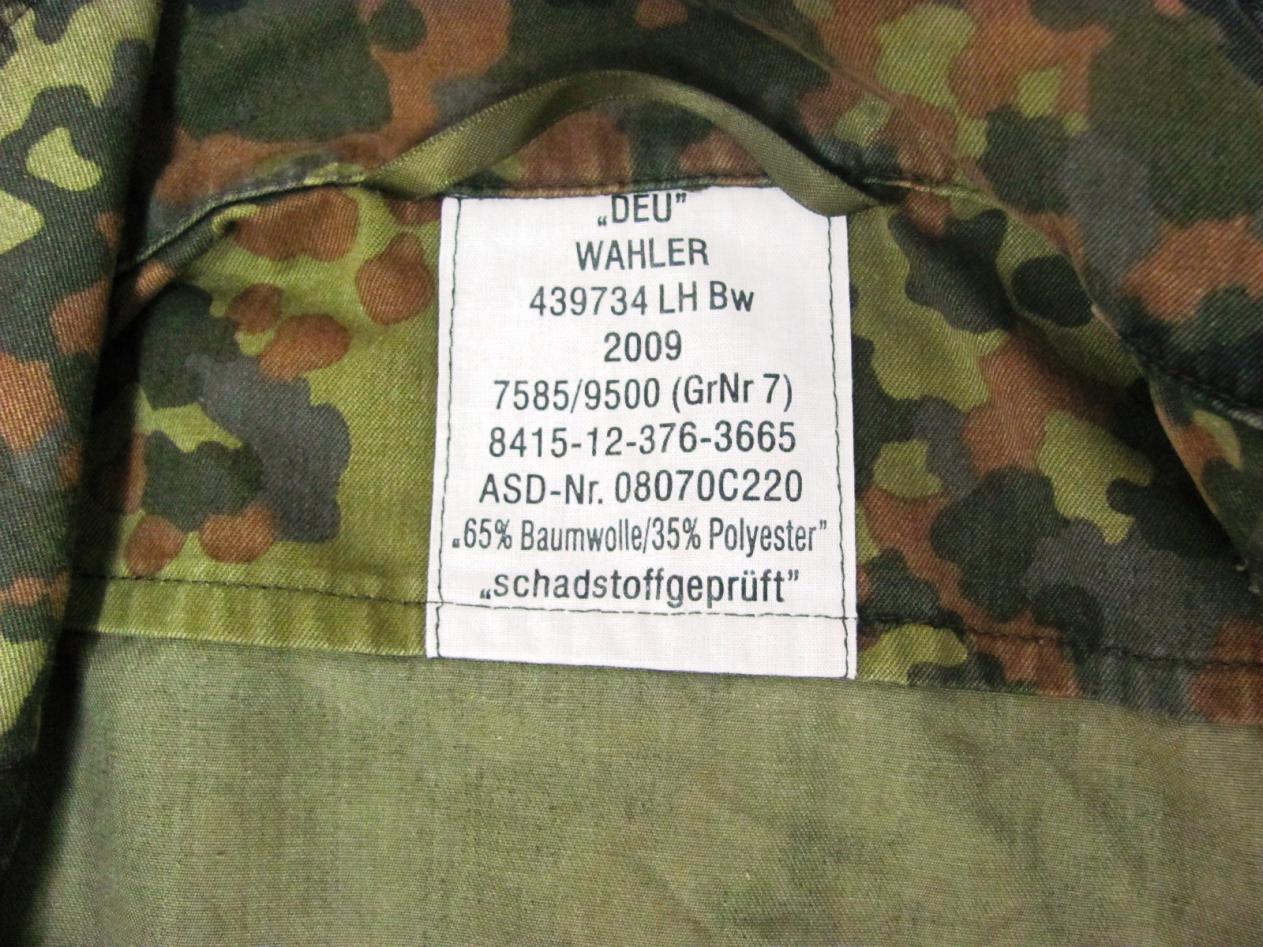 „DEU”
WAHLER
439734 LH Bw
2009
7585/9500 (GrNr 7)
8415-12-376-3665
ASD-Nr. 08070C220
„65% Baumwolle/35% Polyester”
„schadstoffgeprüft”